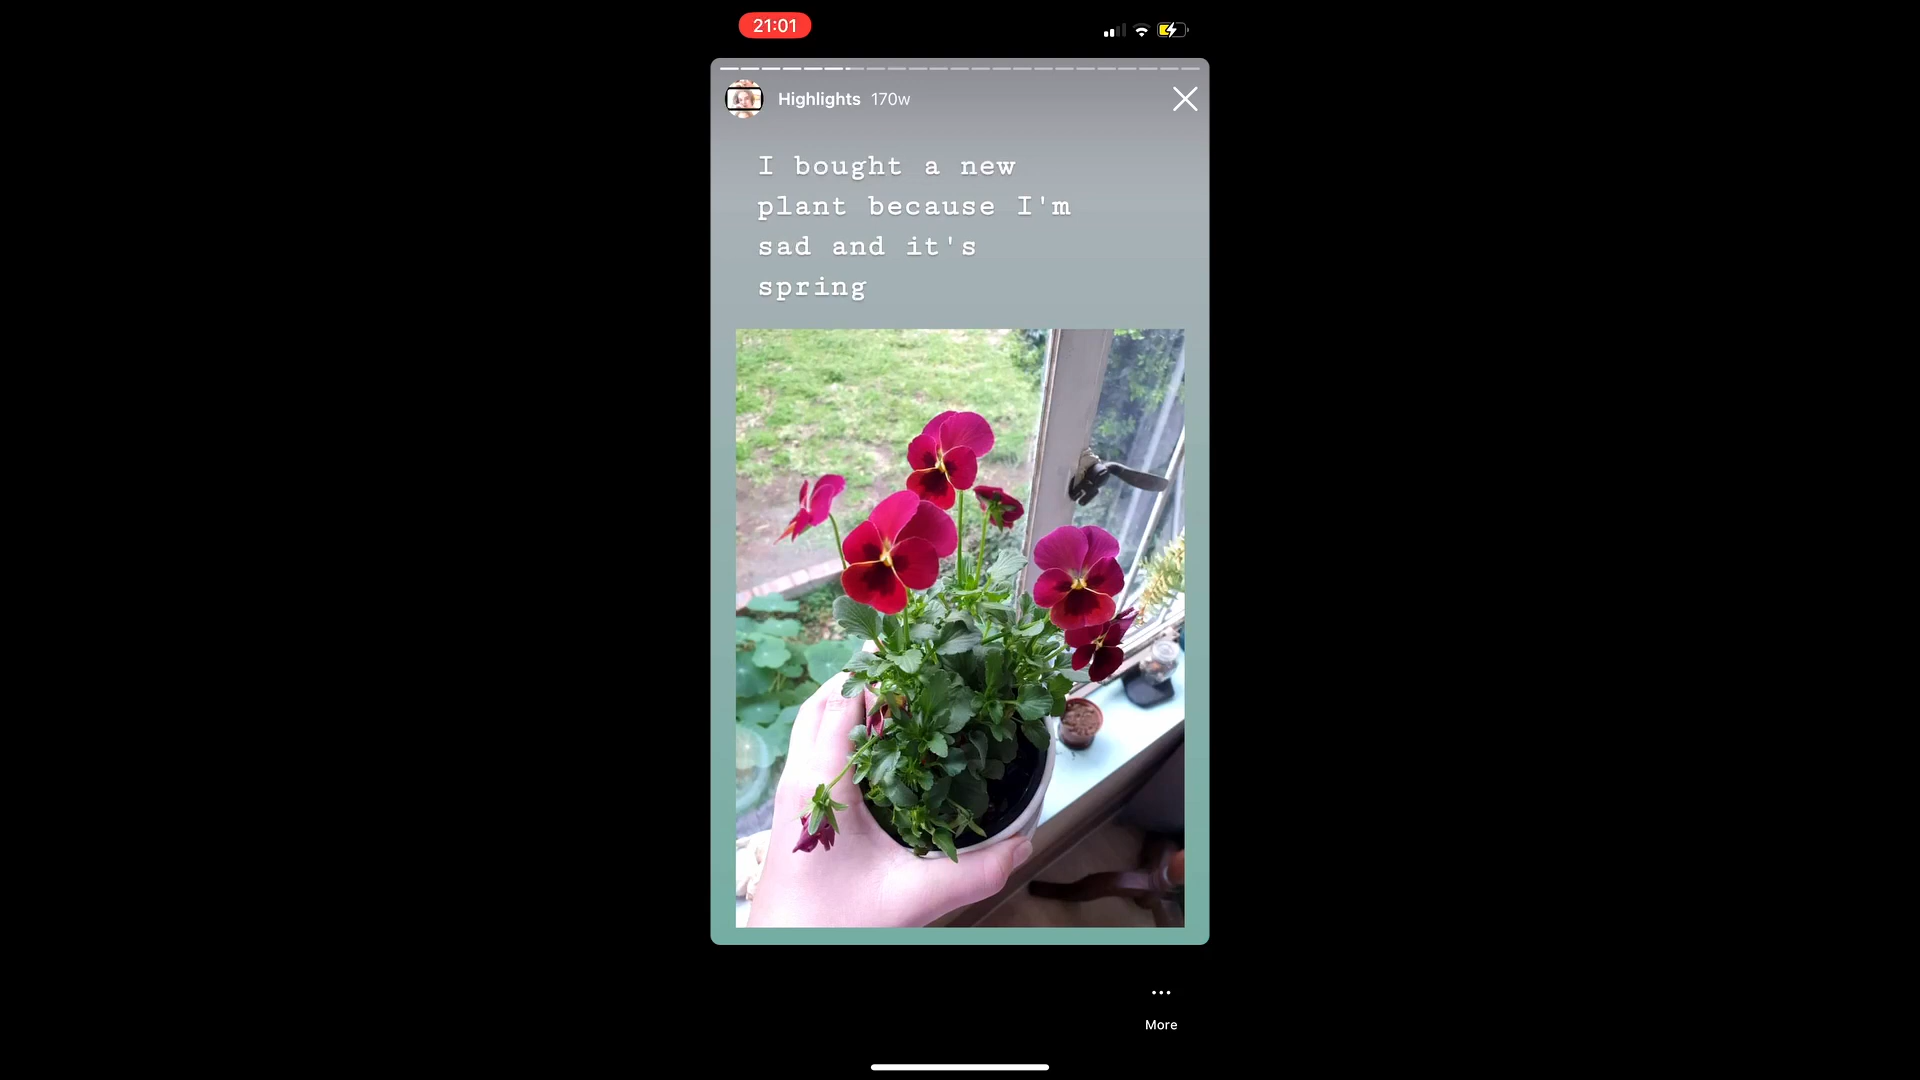 21:01
Highlights 170w
I bought a new
plant because I'm
sad and it's
spring
More